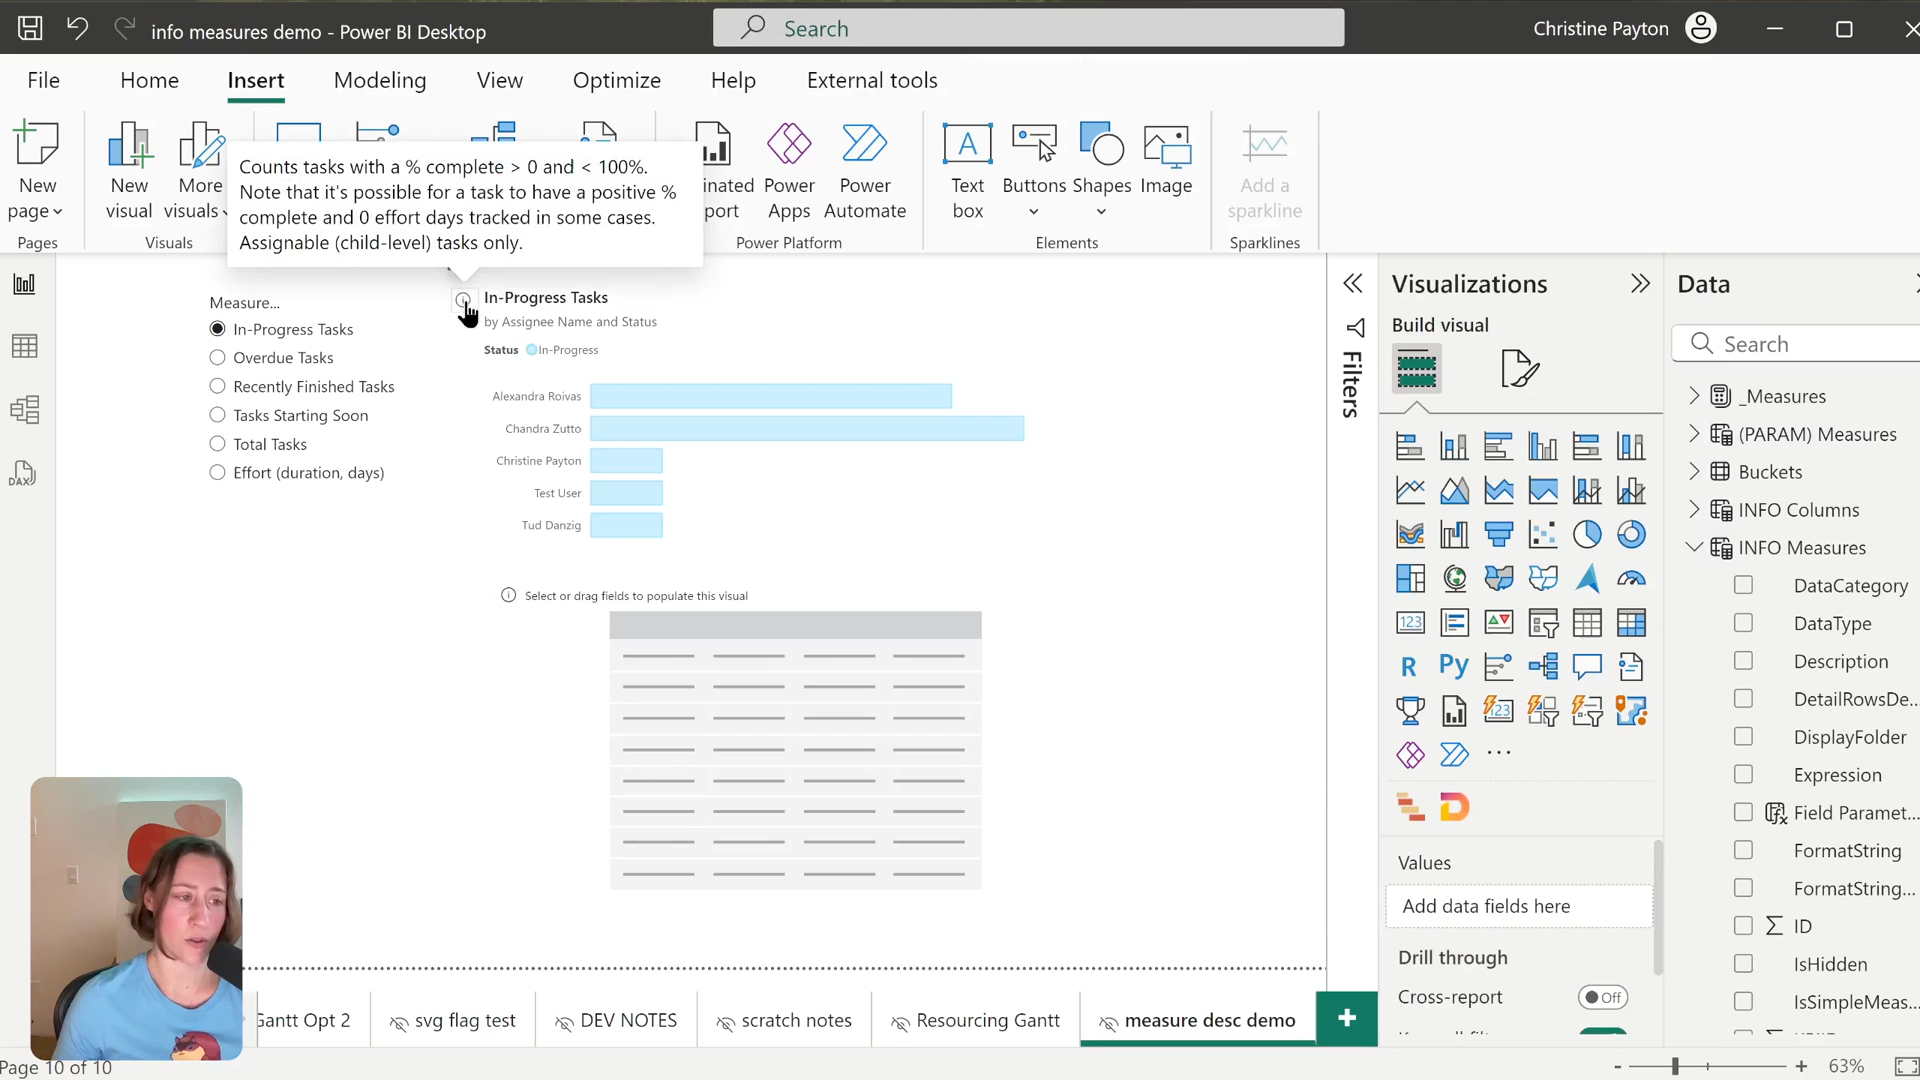 info measures demo - Power BI Desktop
Search
Christine Payton
File
Home
Insert
Modeling
View
Optimize
Help
External tools
New
page
New
visual
More
visuals
Counts tasks with a % complete > 0 and < 100%.
Note that it's possible for a task to have a positive %
complete and 0 effort days tracked in some cases.
Assignable (child-level) tasks only.
inated
port
Power
Apps
Power
Automate
A
Text
box
Buttons
Shapes
Image
Add a
sparkline
Pages
Visuals
Power Platform
Elements
Sparklines
Measure...
In-Progress Tasks
Overdue Tasks
Recently Finished Tasks
Tasks Starting Soon
Total Tasks
Effort (duration, days)
In-Progress Tasks
by Assignee Name and Status
Status In-Progress
Alexandra Roivas
Chandra Zutto
Christine Payton
Test User
Tud Danzig
Select or drag fields to populate this visual
DAX
Filters
Visualizations
Build visual
123
R
Py
123
Values
Add data fields here
Drill through
Cross-report
Off
Data
Search
_Measures
(PARAM) Measures
Buckets
INFO Columns
INFO Measures
DataCategory
DataType
Description
DetailRowsDe...
DisplayFolder
Expression
Field Paramet...
FormatString
FormatString...
ID
IsHidden
IsSimpleMeas...
Gantt Opt 2
svg flag test
DEV NOTES
scratch notes
Resourcing Gantt
measure desc demo
+
Page 10 of 10
- + 63%